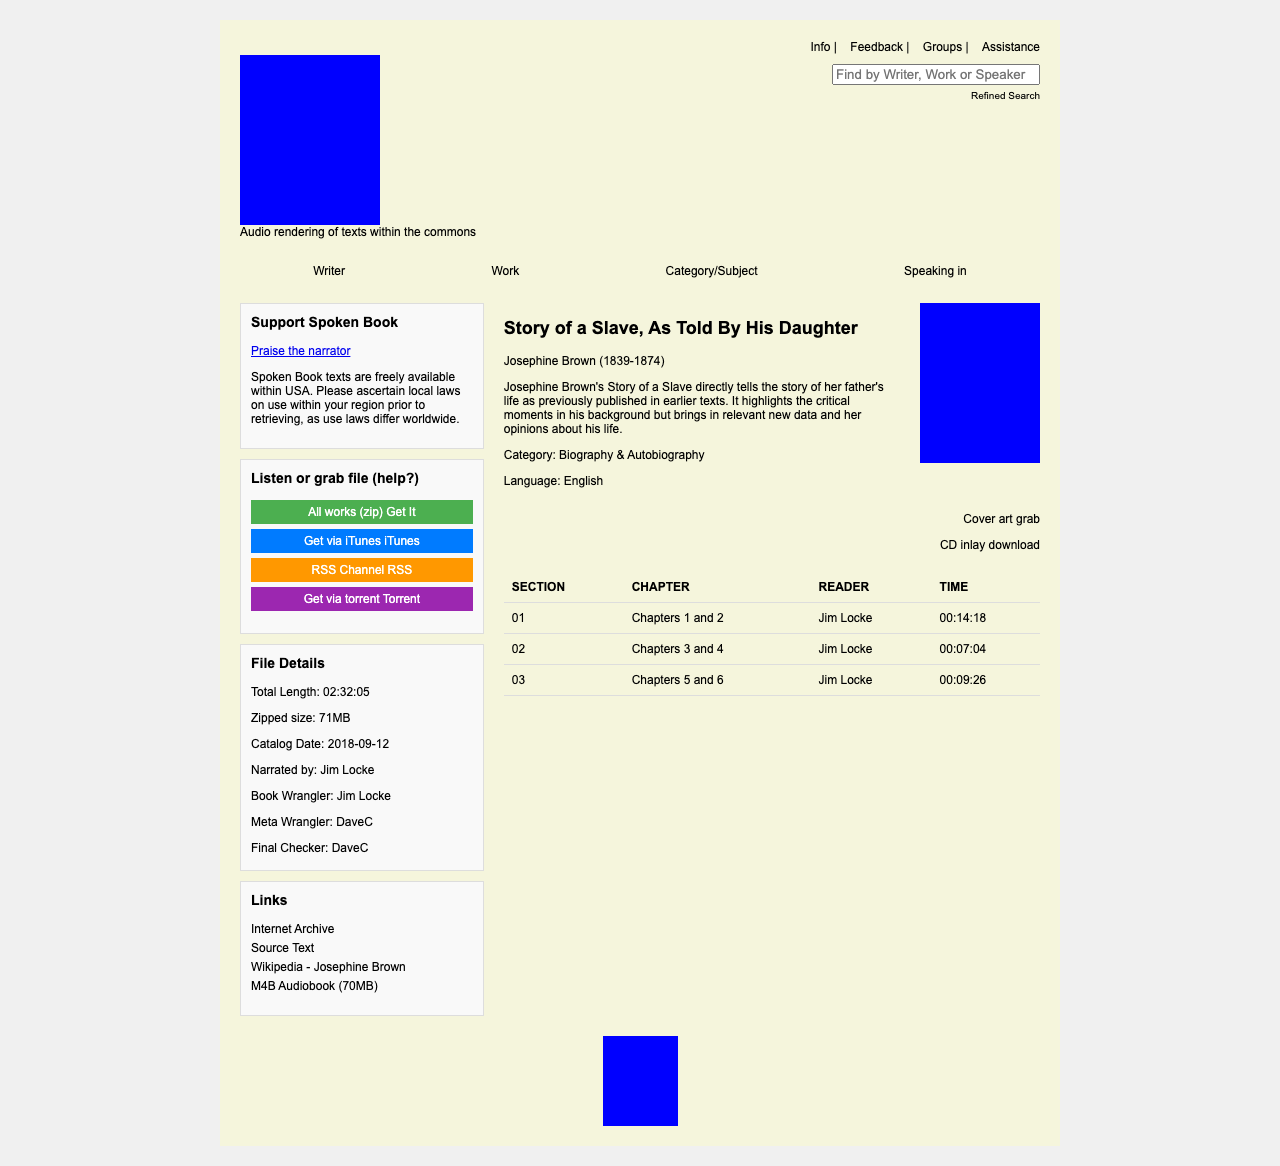 Info | Feedback | Groups | Assistance
Find by Writer, Work or Speaker
Refined Search
Audio rendering of texts within the commons
Writer Work Category/Subject Speaking in
Support Spoken Book
Praise the narrator
Spoken Book texts are freely available
within USA. Please ascertain local laws
on use within your region prior to
retrieving, as use laws differ worldwide.
Listen or grab file (help?)
All works (zip) Get It
Get via iTunes iTunes
RSS Channel RSS
Get via torrent Torrent
File Details
Total Length: 02:32:05
Zipped size: 71MB
Catalog Date: 2018-09-12
Narrated by: Jim Locke
Book Wrangler: Jim Locke
Meta Wrangler: DaveC
Final Checker: DaveC
Links
Internet Archive
Source Text
Wikipedia - Josephine Brown
M4B Audiobook (70MB)
Story of a Slave, As Told By His Daughter
Josephine Brown (1839-1874)
Josephine Brown's Story of a Slave directly tells the story of her father's
life as previously published in earlier texts. It highlights the critical
moments in his background but brings in relevant new data and her
opinions about his life.
Category: Biography & Autobiography
Language: English
Cover art grab
CD inlay download
SECTION CHAPTER READER TIME
01 Chapters 1 and 2 Jim Locke 00:14:18
02 Chapters 3 and 4 Jim Locke 00:07:04
03 Chapters 5 and 6 Jim Locke 00:09:26